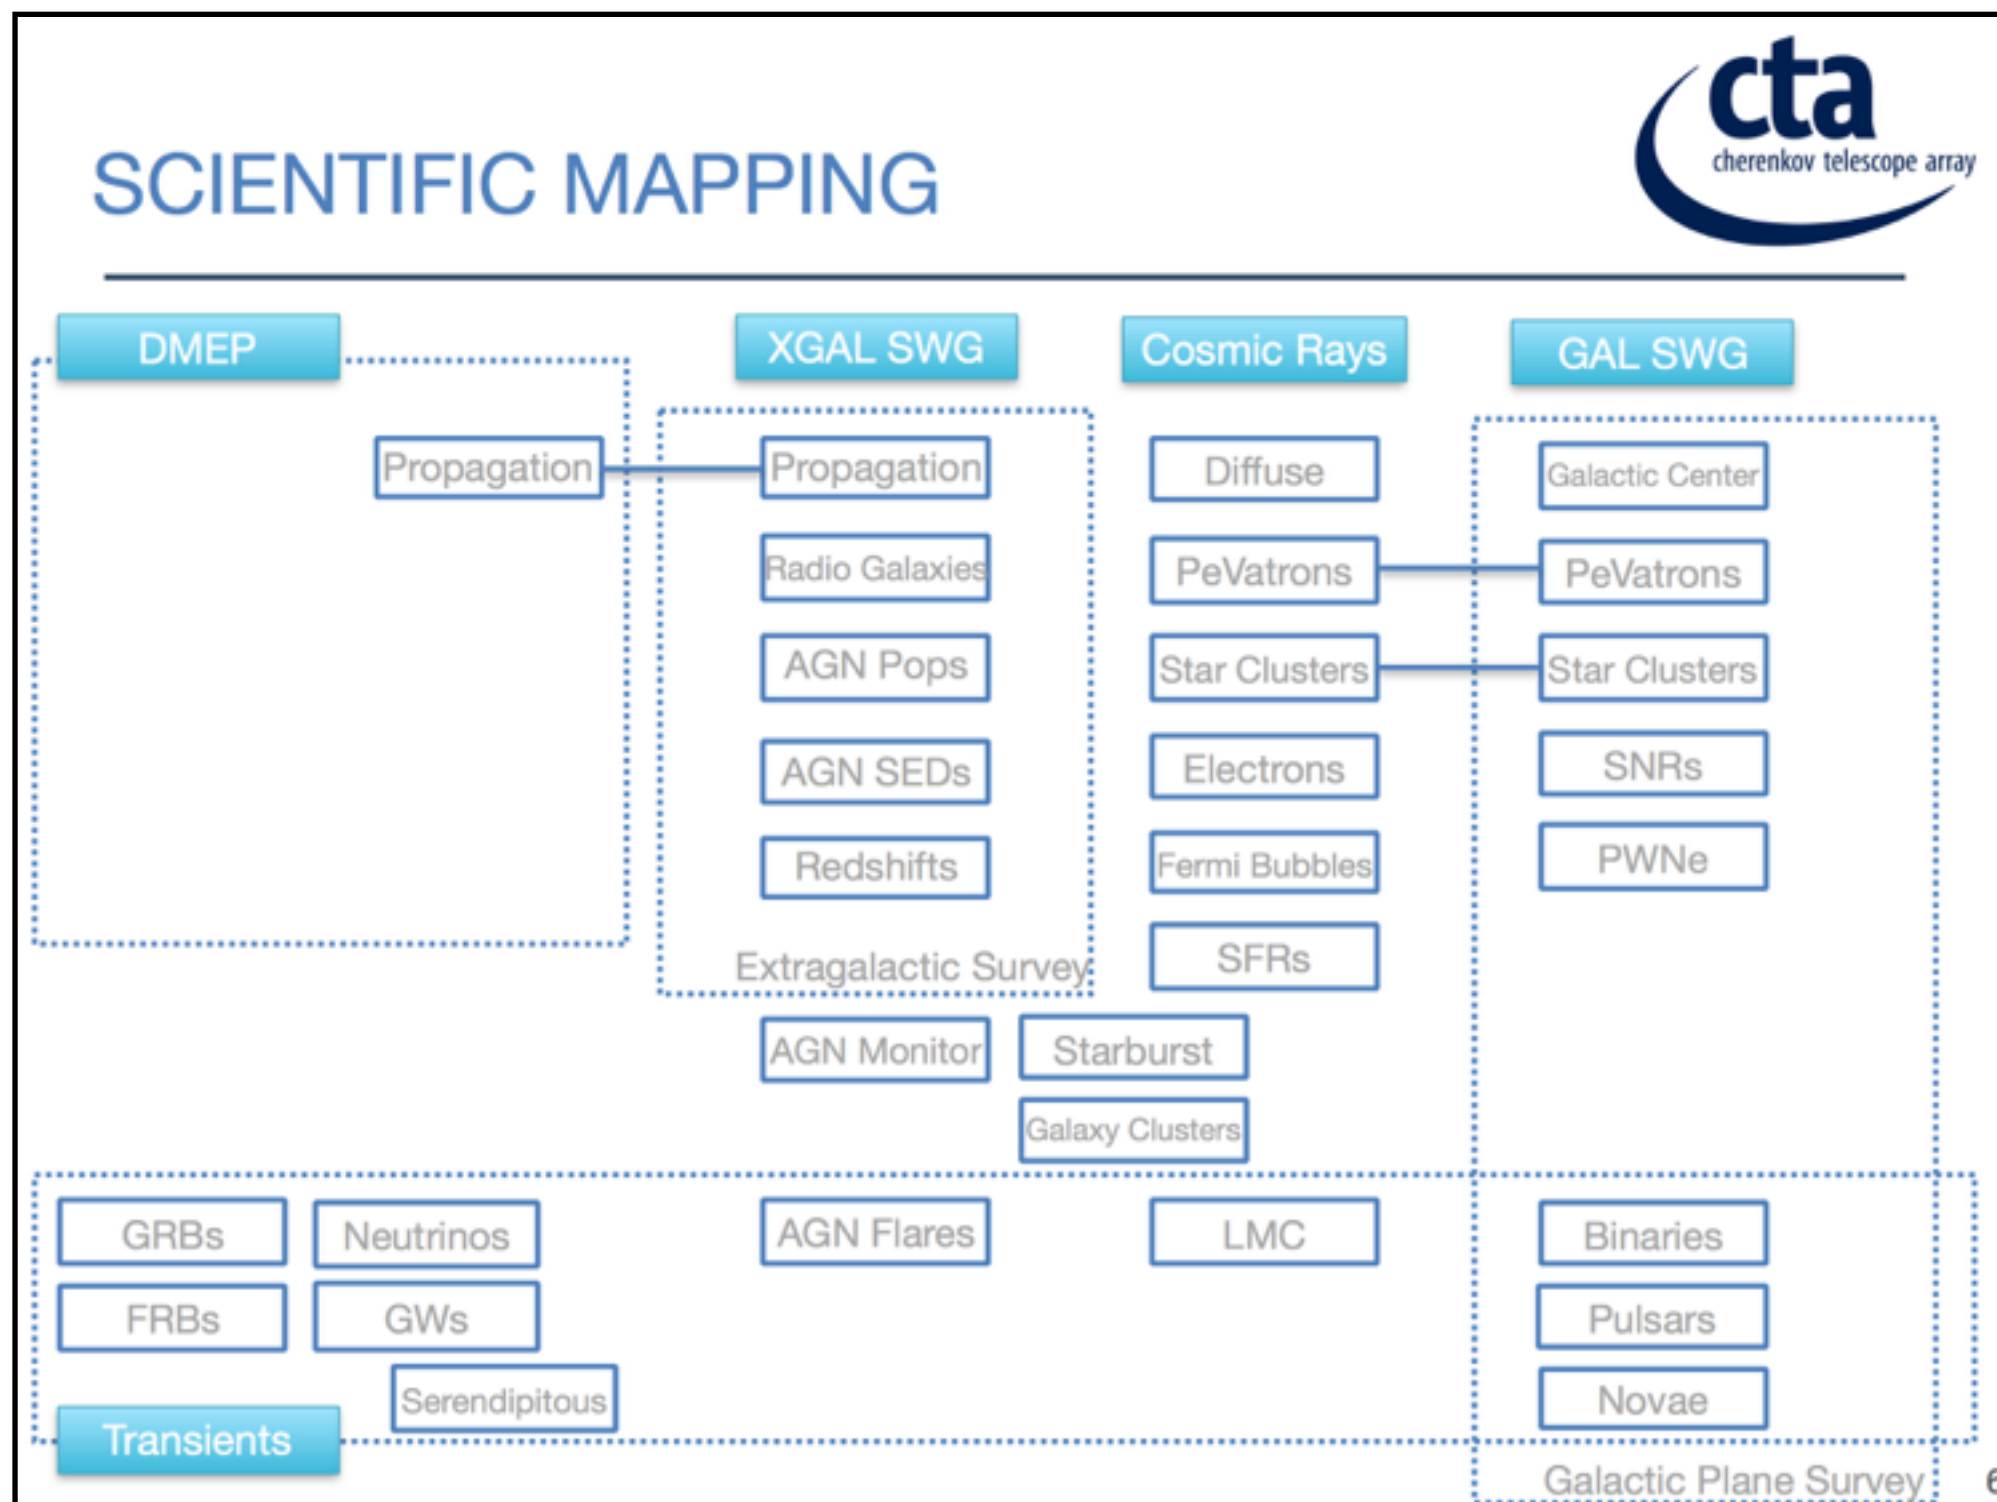 cta
cherenkov telescope array
SCIENTIFIC MAPPING
DMEP
XGAL SWG
Cosmic Rays
GAL SWG
Propagation
Propagation
Diffuse
Galactic Center
Radio Galaxies
PeVatrons
PeVatrons
AGN Pops
Star Clusters
Star Clusters
AGN SEDs
Electrons
SNRs
Redshifts
Fermi Bubbles
PWNe
Extragalactic Survey
SFRs
AGN Monitor
Starburst
Galaxy Clusters
GRBs
Neutrinos
AGN Flares
LMC
Binaries
FRBs
GWs
Pulsars
Serendipitous
Novae
Transients
Galactic Plane Survey
6